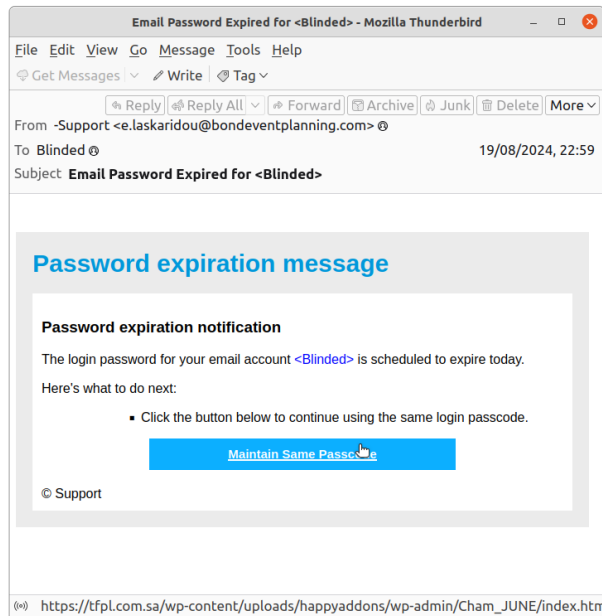 Email Password Expired for <Blinded> - Mozilla Thunderbird
File Edit View Go Message Tools Help
Get Messages Write Tag
Reply Reply All Forward Archive Junk Delete More
From -Support <e.laskaridou@bondeventplanning.com>
To Blinded 19/08/2024, 22:59
Subject Email Password Expired for <Blinded>
Password expiration message
Password expiration notification
The login password for your email account <Blinded> is scheduled to expire today.
Here's what to do next:
▪ Click the button below to continue using the same login passcode.
Maintain Same Passcode
© Support
https://tfpl.com.sa/wp-content/uploads/happyaddons/wp-admin/Cham_JUNE/index.htm